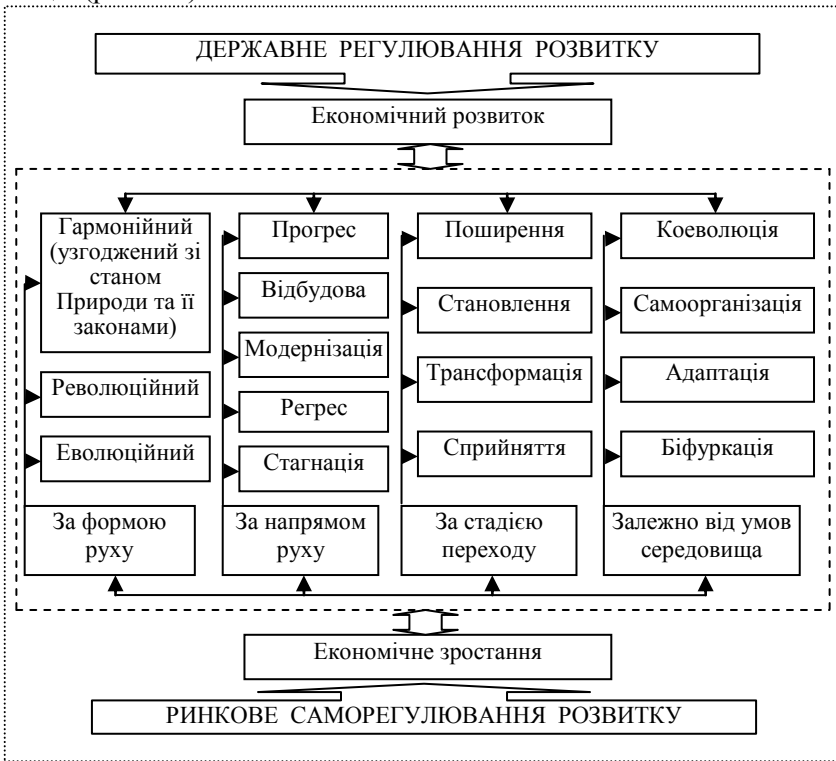 ДЕРЖАВНЕ РЕГУЛЮВАННЯ РОЗВИТКУ
Економічний розвиток
Гармонійний
(узгоджений зі
станом
Природи та її
законами)
Революційний
Еволюційний
За формою
руху
Прогрес
Відбудова
Модернізація
Регрес
Стагнація
За напрямом
руху
Поширення
Становлення
Трансформація
Сприйняття
За стадією
переходу
Коеволюція
Самоорганізація
Адаптація
Біфуркація
Залежно від умов
середовища
Економічне зростання
РИНКОВЕ САМОРЕГУЛЮВАННЯ РОЗВИТКУ